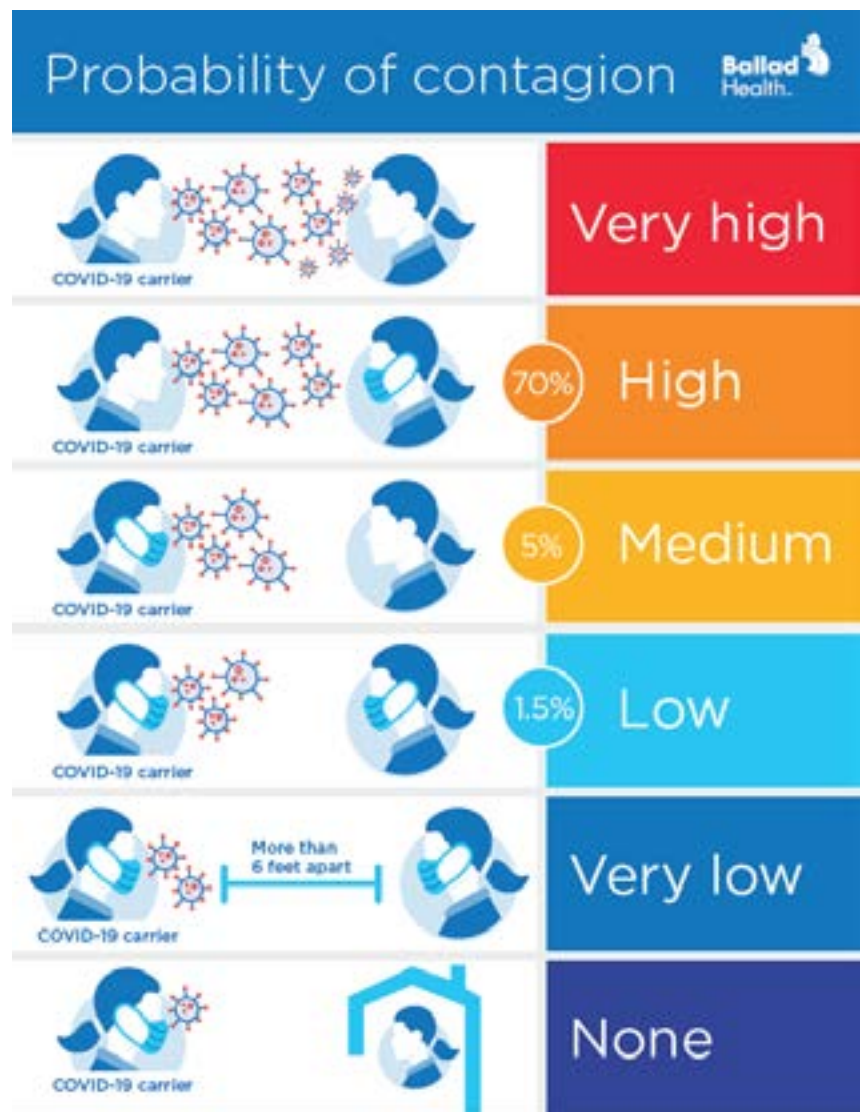 Probability of contagion
Ballad
Health.
COVID-19 carrier
Very high
COVID-19 carrier
70%
High
COVID-19 carrier
5%
Medium
COVID-19 carrier
1.5%
Low
More than
6 feet apart
COVID-19 carrier
Very low
COVID-19 carrier
None